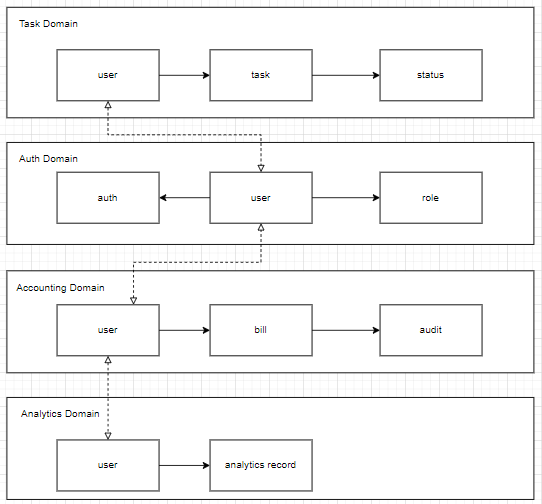 Task Domain
user
task
status
Auth Domain
auth
user
role
Accounting Domain
user
bill
audit
Analytics Domain
user
analytics record